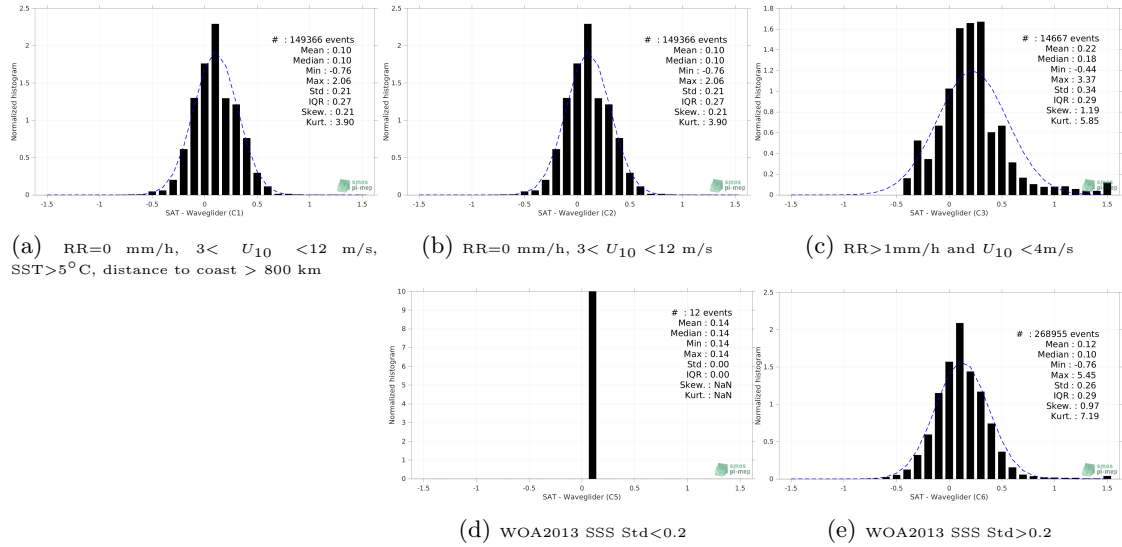 2.5
2
1.5
1
0.5
0
Normalized histogram
# : 149366 events
Mean : 0.10
Median : 0.10
Min : -0.76
Max : 2.06
Std : 0.21
IQR : 0.27
Skew. : 0.21
Kurt. : 3.90
smos
pi-mep
-1.5 -1 -0.5 0 0.5 1 1.5
SAT - Waveglider (C1)
(a) RR=0 mm/h, 3< U10 <12 m/s,
SST>5°C, distance to coast > 800 km
2.5
2
1.5
1
0.5
0
Normalized histogram
# : 149366 events
Mean : 0.10
Median : 0.10
Min : -0.76
Max : 2.06
Std : 0.21
IQR : 0.27
Skew. : 0.21
Kurt. : 3.90
smos
pi-mep
-1.5 -1 -0.5 0 0.5 1 1.5
SAT - Waveglider (C2)
(b) RR=0 mm/h, 3< U10 <12 m/s
1.8
1.6
1.4
1.2
1
0.8
0.6
0.4
0.2
0
Normalized histogram
# : 14667 events
Mean : 0.22
Median : 0.18
Min : -0.44
Max : 3.37
Std : 0.34
IQR : 0.29
Skew. : 1.19
Kurt. : 5.85
smos
pi-mep
-1.5 -1 -0.5 0 0.5 1 1.5
SAT - Waveglider (C3)
(c) RR>1mm/h and U10 <4m/s
10
9
8
7
6
5
4
3
2
1
0
Normalized histogram
# : 12 events
Mean : 0.14
Median : 0.14
Min : 0.14
Max : 0.14
Std : 0.00
IQR : 0.00
Skew. : NaN
Kurt. : NaN
smos
pi-mep
-1.5 -1 -0.5 0 0.5 1 1.5
SAT - Waveglider (C5)
(d) WOA2013 SSS Std<0.2
2.5
2
1.5
1
0.5
0
Normalized histogram
# : 268955 events
Mean : 0.12
Median : 0.10
Min : -0.76
Max : 5.45
Std : 0.26
IQR : 0.29
Skew. : 0.97
Kurt. : 7.19
smos
pi-mep
-1.5 -1 -0.5 0 0.5 1 1.5
SAT - Waveglider (C6)
(e) WOA2013 SSS Std>0.2